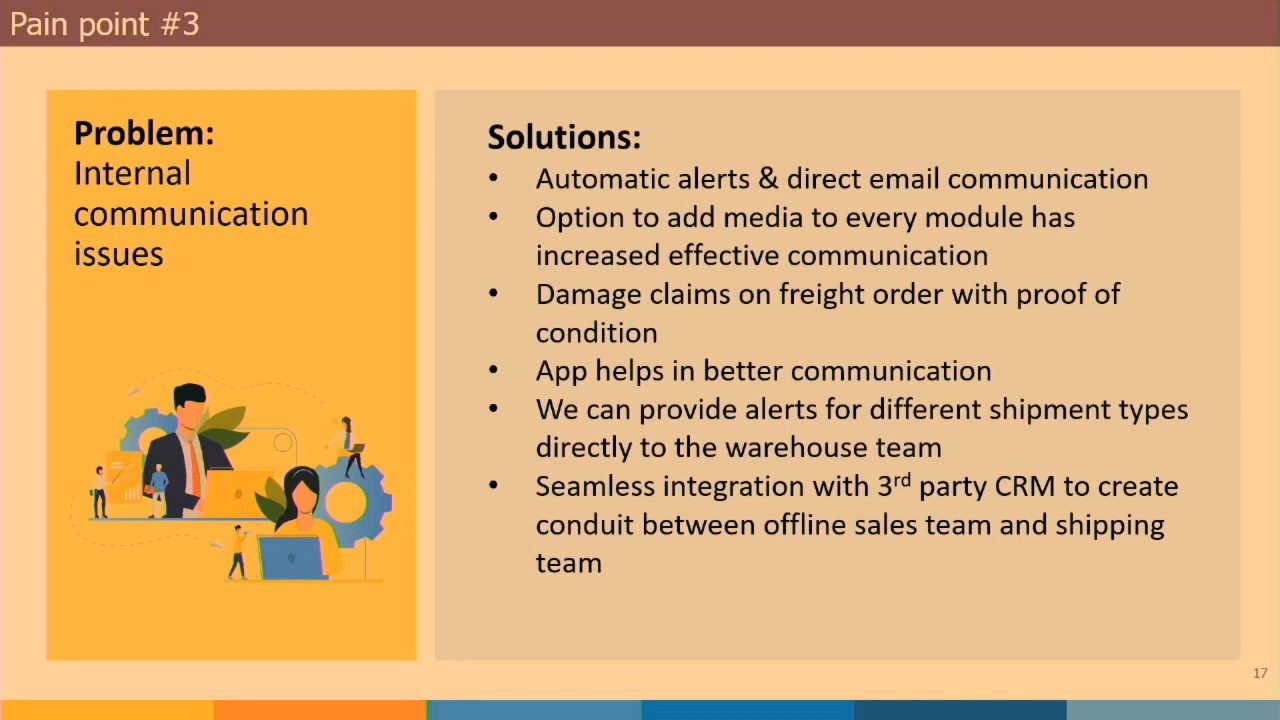 Pain point #3
Problem:
Internal
communication
issues
Solutions:
• Automatic alerts & direct email communication
• Option to add media to every module has
increased effective communication
• Damage claims on freight order with proof of
condition
• App helps in better communication
• We can provide alerts for different shipment types
directly to the warehouse team
• Seamless integration with 3rd party CRM to create
conduit between offline sales team and shipping
team
17